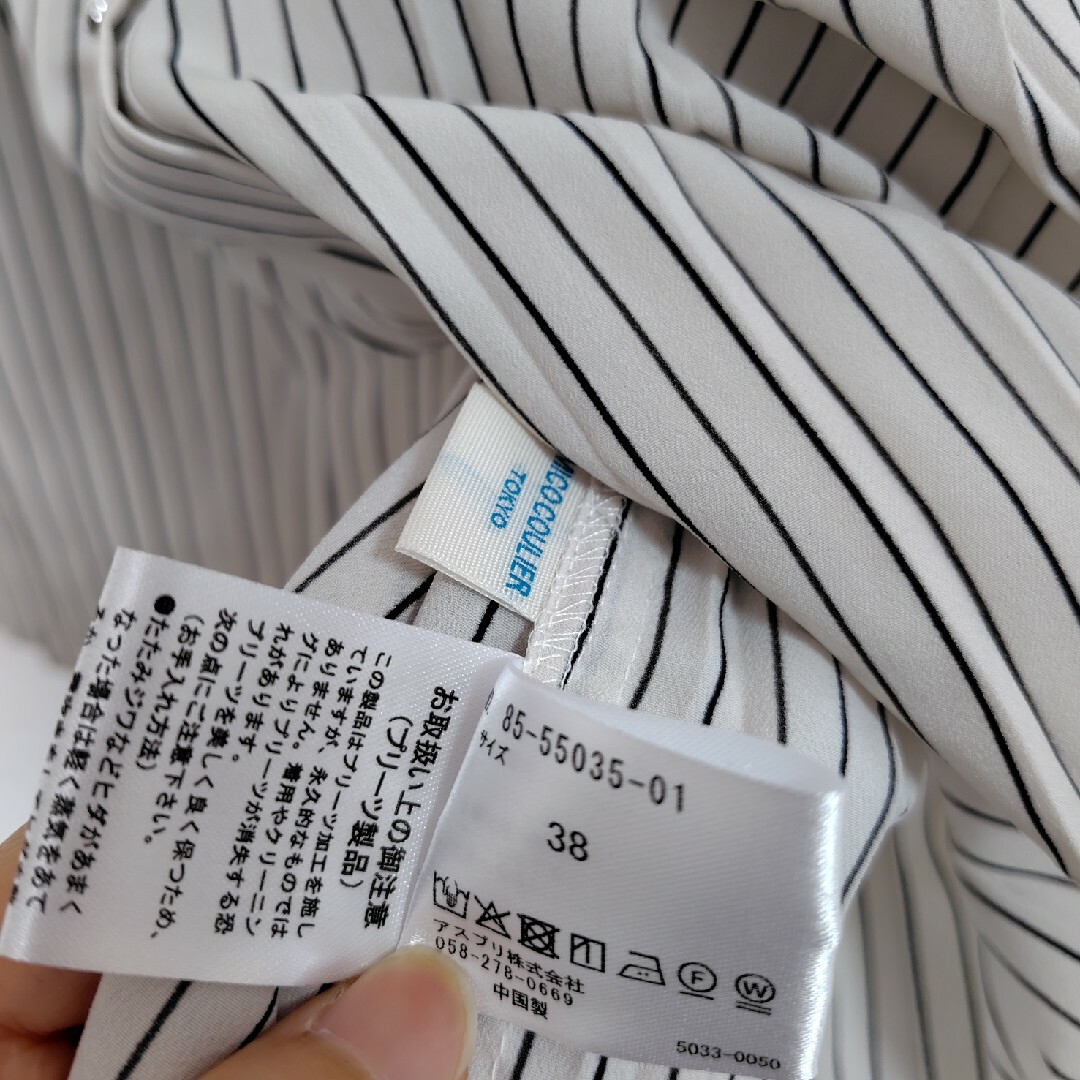 MICOCOULIER
TOKYO
お取扱い上の御注意
(プリーツ製品)
この製品はプリーツ加工を施し
ていますが、永久的なものでは
ありません。着用やクリーニン
グによりプリーツが消失する恐
れがあります。
プリーツを美しく良く保つため、
次の点にご注意下さい。
(お手入れ方法)
●たたみジワなどヒダがあまく
なった場合は軽く蒸気をあて
85-55035-01
サイズ
38
F
W
アスプリ株式会社
058-278-0669
中国製
5033-0050